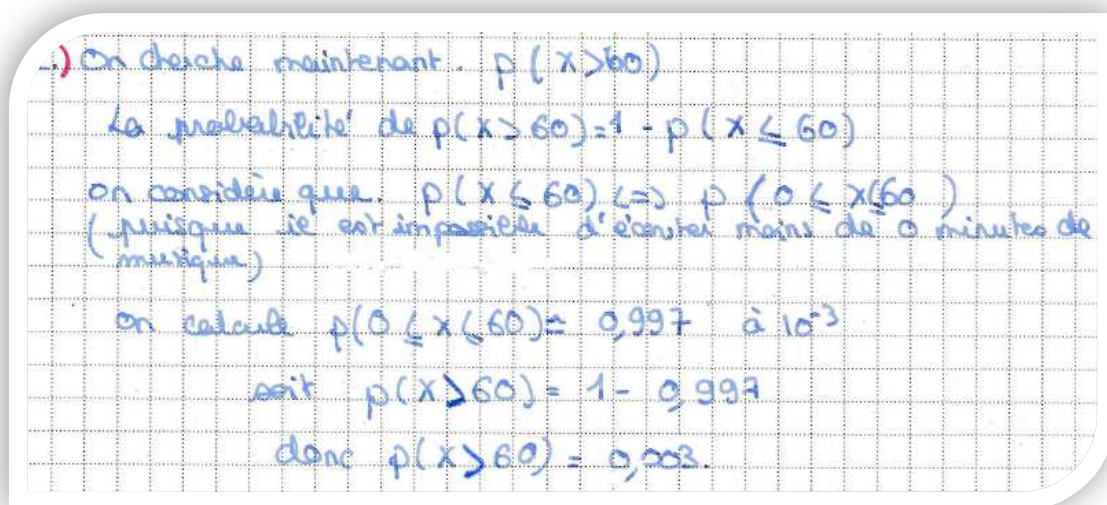 ..) On cherche maintenant. p(X>60)
La probabilité de p(X > 60) = 1 - p(X ≤ 60)
on considère que. p(X ≤ 60) <=> p(0 ≤ X ≤ 60)
(puisque il est impossible d'écouter moins de 0 minutes de
musique)
on calcule p(0 ≤ X ≤ 60) = 0,997 à 10⁻³
soit p(X > 60) = 1 - 0,997
donc p(X > 60) = 0,003.